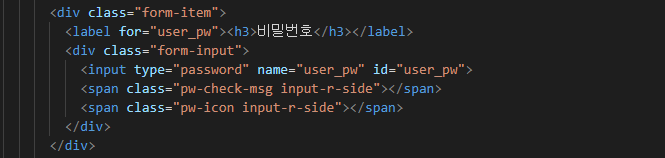 <div class="form-item">
<label for="user_pw"><h3>비밀번호</h3></label>
<div class="form-input">
<input type="password" name="user_pw" id="user_pw">
<span class="pw-check-msg input-r-side"></span>
<span class="pw-icon input-r-side"></span>
</div>
</div>